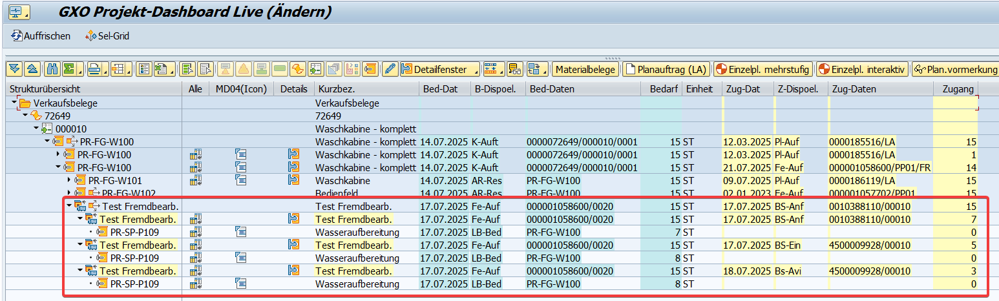 GXO Projekt-Dashboard Live (Ändern)
Auffrischen Sel-Grid
Detailfenster Materialbelege Planauftrag (LA) Einzelpl. mehrstufig Einzelpl. interaktiv Plan.vormerkung
Strukturübersicht Alle MD04(Icon) Details Kurzbez. Bed-Dat B-Dispoel. Bed-Daten Bedarf Einheit Zug-Dat Z-Dispoel. Zug-Daten Zugang
Verkaufsbelege Verkaufsbelege
72649 72649
000010 Waschkabine - komplett
PR-FG-W100 Waschkabine - komplett 14.07.2025 K-Auft 0000072649/000010/0001 15 ST 12.03.2025 Pl-Auf 0000185516/LA 15
PR-FG-W100 Waschkabine - komplett 14.07.2025 K-Auft 0000072649/000010/0001 15 ST 12.03.2025 Pl-Auf 0000185516/LA 1
PR-FG-W100 Waschkabine - komplett 14.07.2025 K-Auft 0000072649/000010/0001 15 ST 21.07.2025 Fe-Auf 000001058600/PP01/FR 14
PR-FG-W101 Waschkabine 14.07.2025 AR-Res PR-FG-W100 15 ST 09.07.2025 Pl-Auf 0000186119/LA 15
PR-FG-W102 Bedienfeld 14.07.2025 AR-Res PR-FG-W100 15 ST 02.01.2023 Fe-Auf 000001057702/PP01 15
Test Fremdbearb. Test Fremdbearb. 17.07.2025 Fe-Auf 000001058600/0020 15 ST 17.07.2025 BS-Anf 0010388110/00010 15
Test Fremdbearb. Test Fremdbearb. 17.07.2025 Fe-Auf 000001058600/0020 15 ST 17.07.2025 BS-Anf 0010388110/00010 7
PR-SP-P109 Wasseraufbereitung 17.07.2025 LB-Bed PR-FG-W100 7 ST 0
Test Fremdbearb. Test Fremdbearb. 17.07.2025 Fe-Auf 000001058600/0020 15 ST 17.07.2025 BS-Ein 4500009928/00010 5
PR-SP-P109 Wasseraufbereitung 17.07.2025 LB-Bed PR-FG-W100 8 ST 0
Test Fremdbearb. Test Fremdbearb. 17.07.2025 Fe-Auf 000001058600/0020 15 ST 18.07.2025 Bs-Avi 4500009928/00010 3
PR-SP-P109 Wasseraufbereitung 17.07.2025 LB-Bed PR-FG-W100 8 ST 0